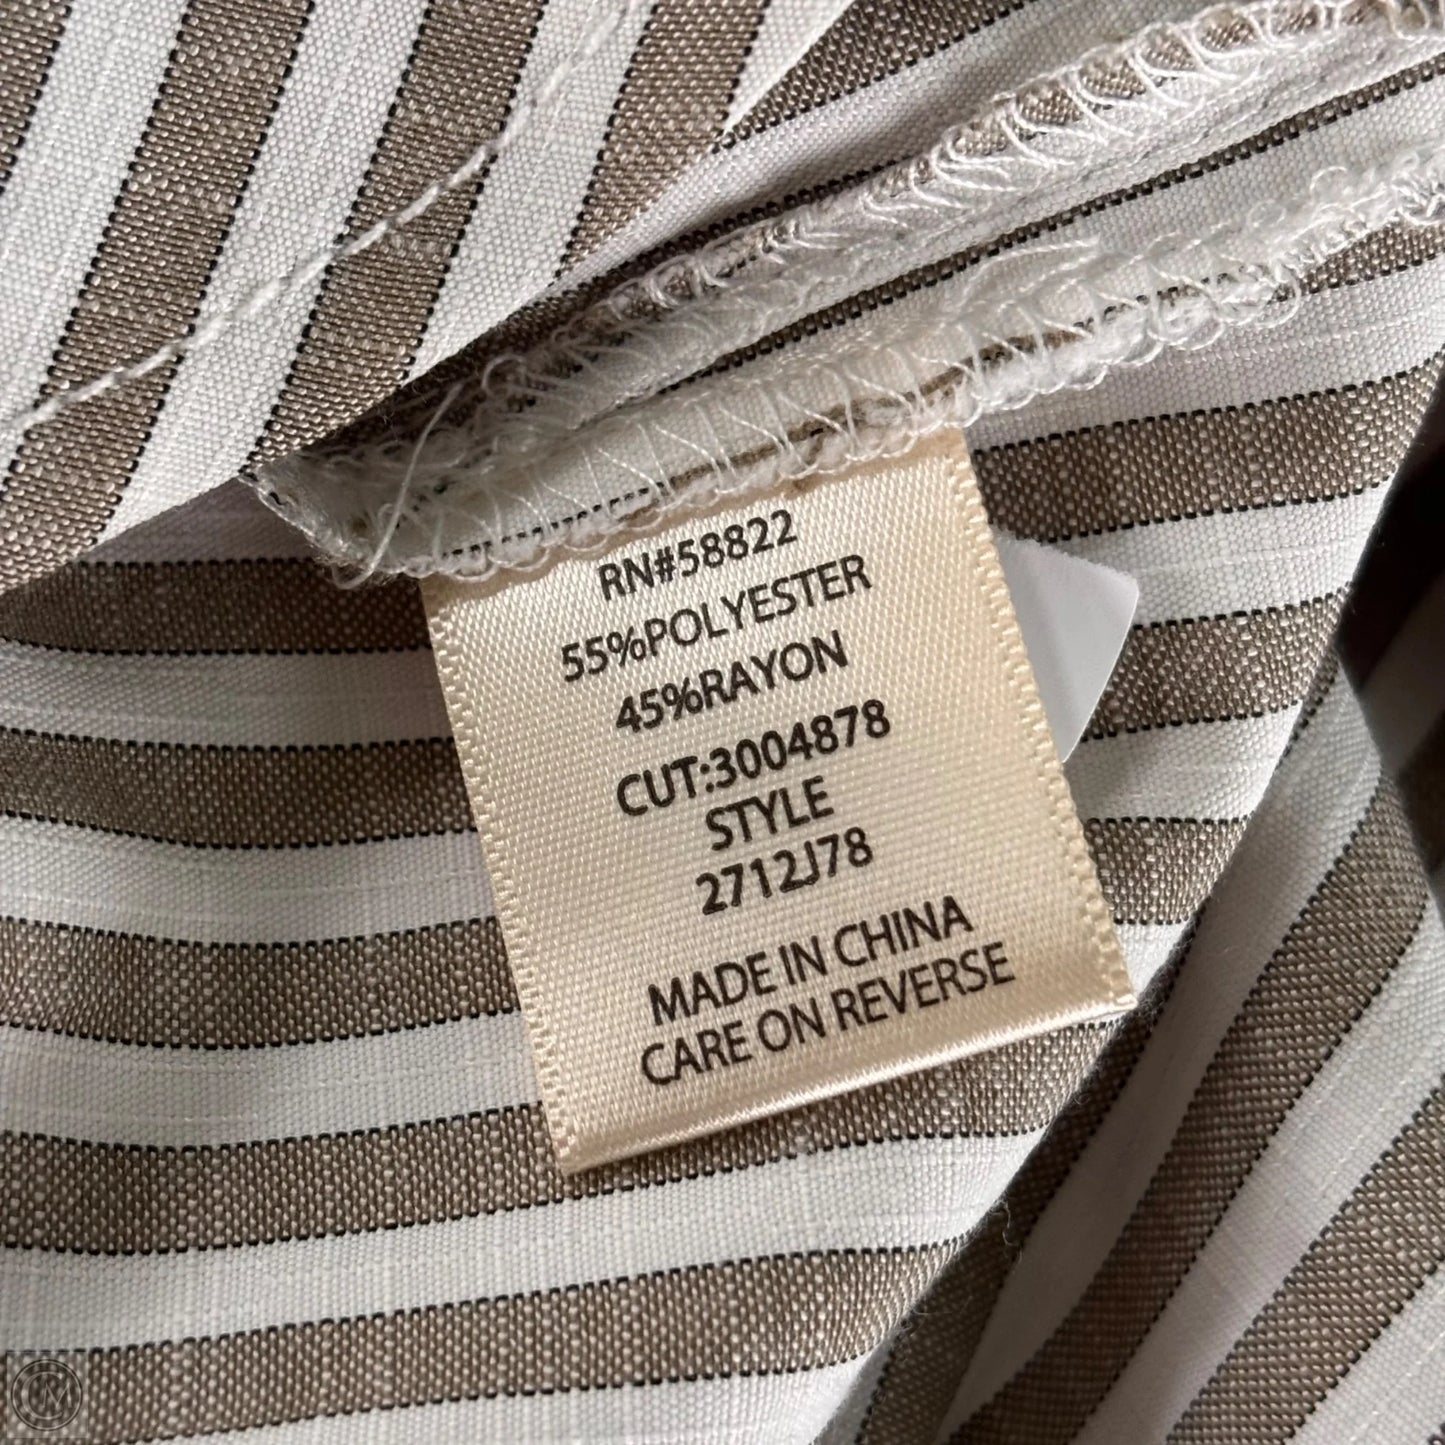 RN#58822
55%POLYESTER
45%RAYON
CUT:3004878
STYLE
2712J78
MADE IN CHINA
CARE ON REVERSE